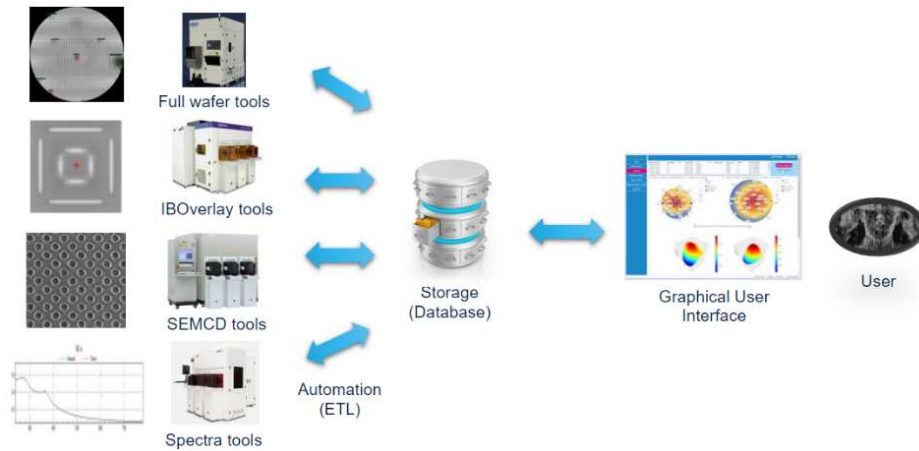 Full wafer tools
IBOverlay tools
SEMCD tools
Spectra tools
Automation
(ETL)
Storage
(Database)
Graphical User
Interface
User